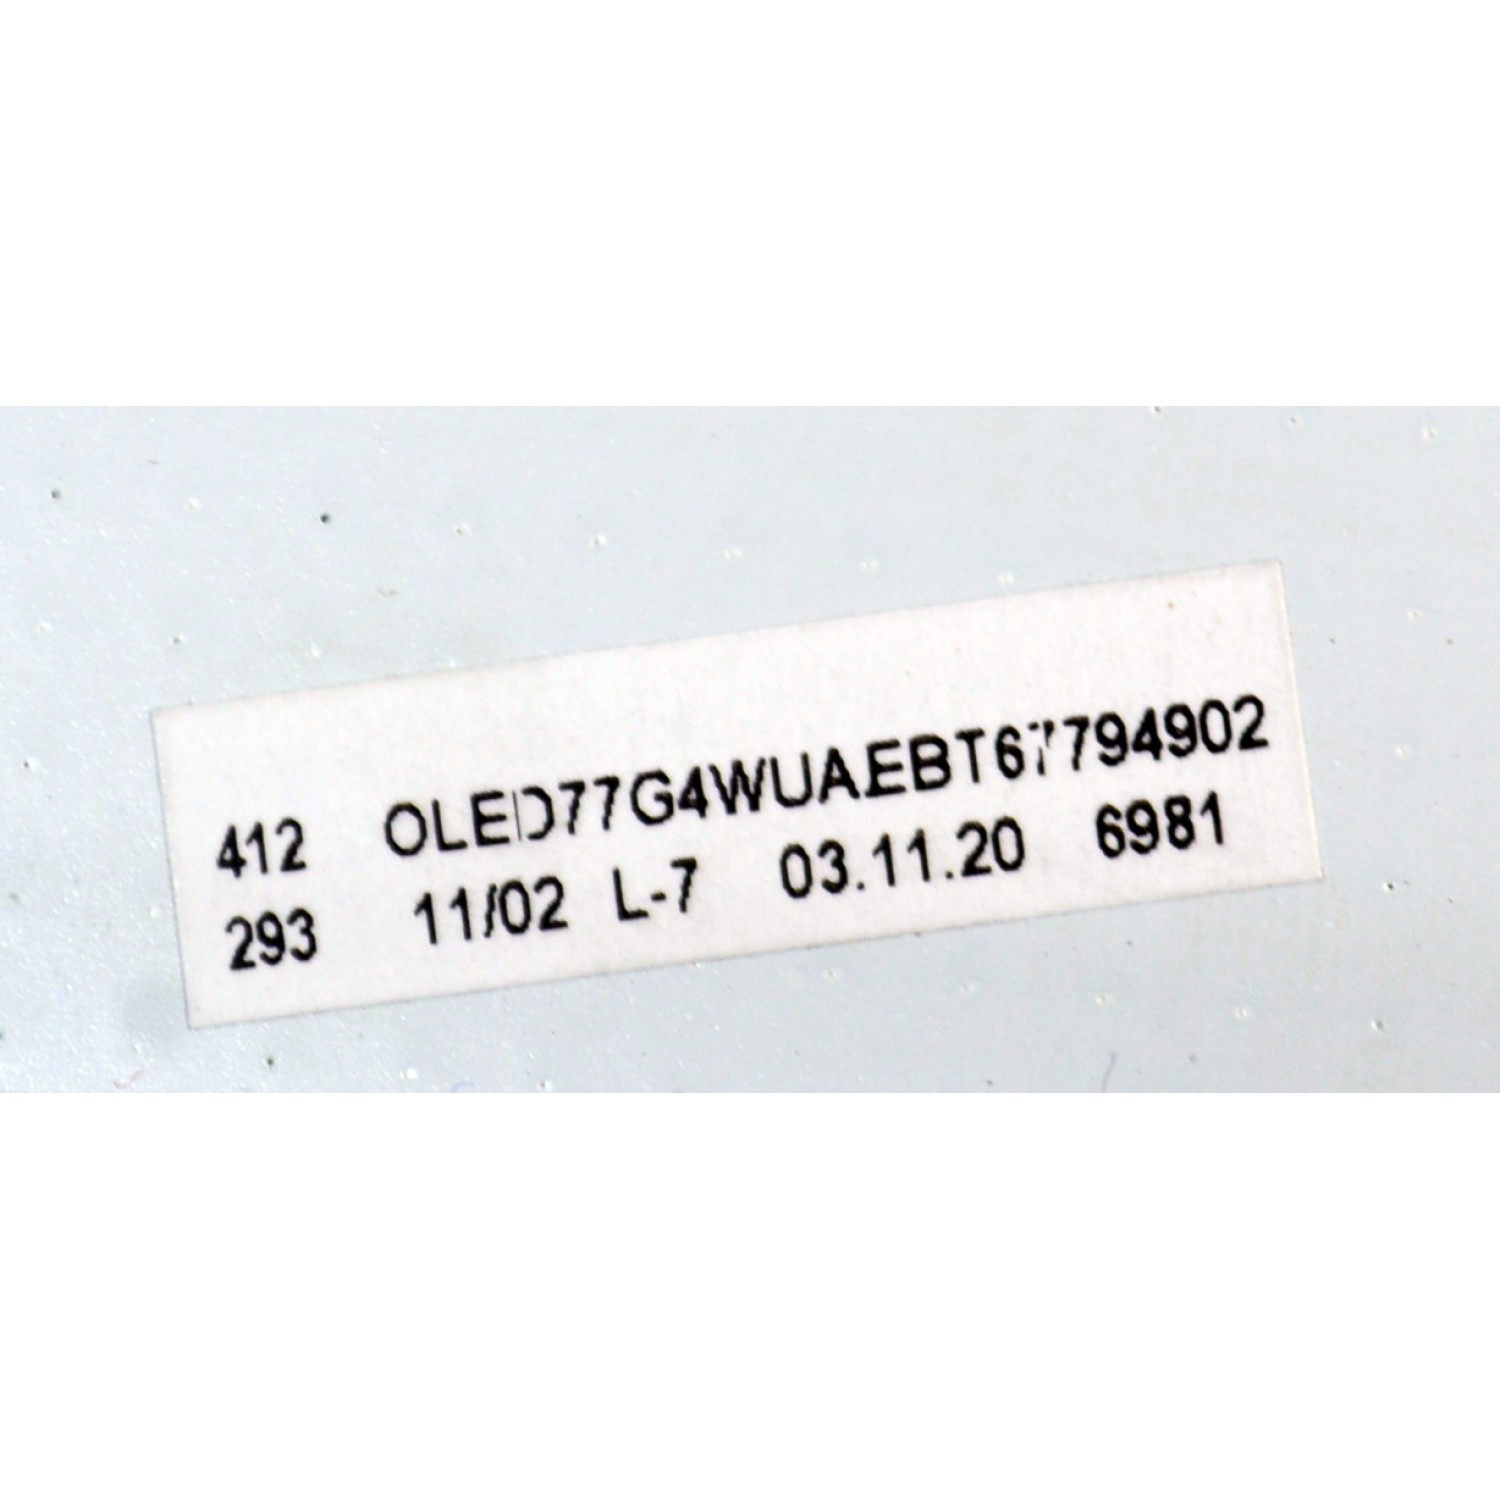 412 OLED77G4WUAEBT67794902
293 11/02 L-7 03.11.20 6981